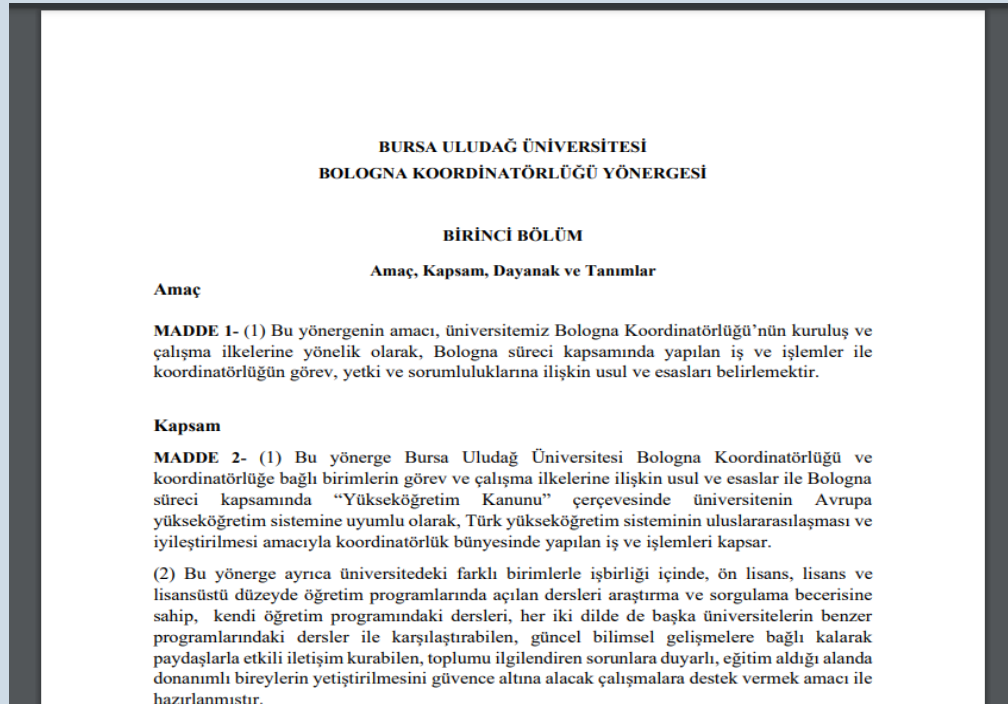 BURSA ULUDAĞ ÜNİVERSİTESİ
BOLOGNA KOORDİNATÖRLÜĞÜ YÖNERGESİ
BİRİNCİ BÖLÜM
Amaç, Kapsam, Dayanak ve Tanımlar
Amaç
MADDE 1- (1) Bu yönergenin amacı, üniversitemiz Bologna Koordinatörlüğü’nün kuruluş ve
çalışma ilkelerine yönelik olarak, Bologna süreci kapsamında yapılan iş ve işlemler ile
koordinatörlüğün görev, yetki ve sorumluluklarına ilişkin usul ve esasları belirlemektir.
Kapsam
MADDE 2- (1) Bu yönerge Bursa Uludağ Üniversitesi Bologna Koordinatörlüğü ve
koordinatörlüğe bağlı birimlerin görev ve çalışma ilkelerine ilişkin usul ve esaslar ile Bologna
süreci kapsamında “Yükseköğretim Kanunu” çerçevesinde üniversitenin Avrupa
yükseköğretim sistemine uyumlu olarak, Türk yükseköğretim sisteminin uluslararasılaşması ve
iyileştirilmesi amacıyla koordinatörlük bünyesinde yapılan iş ve işlemleri kapsar.
(2) Bu yönerge ayrıca üniversitedeki farklı birimlerle işbirliği içinde, ön lisans, lisans ve
lisansüstü düzeyde öğretim programlarında açılan dersleri araştırma ve sorgulama becerisine
sahip, kendi öğretim programındaki dersleri, her iki dilde de başka üniversitelerin benzer
programlarındaki dersler ile karşılaştırabilen, güncel bilimsel gelişmelere bağlı kalarak
paydaşlarla etkili iletişim kurabilen, toplumu ilgilendiren sorunlara duyarlı, eğitim aldığı alanda
donanımlı bireylerin yetiştirilmesini güvence altına alacak çalışmalara destek vermek amacı ile
hazırlanmıştır.